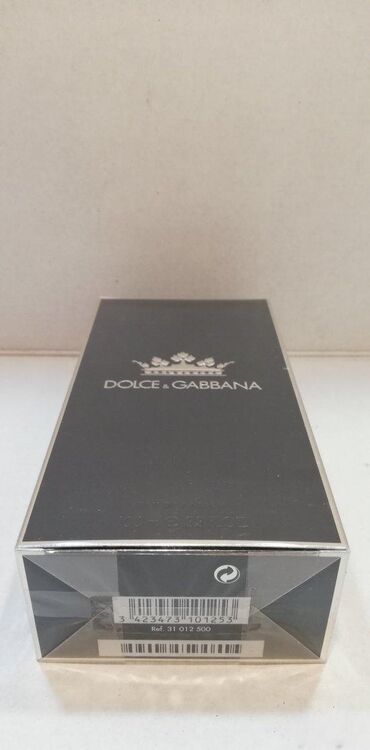 DOLCE & GABBANA
3 423473 101253
Ref. 31 012 500